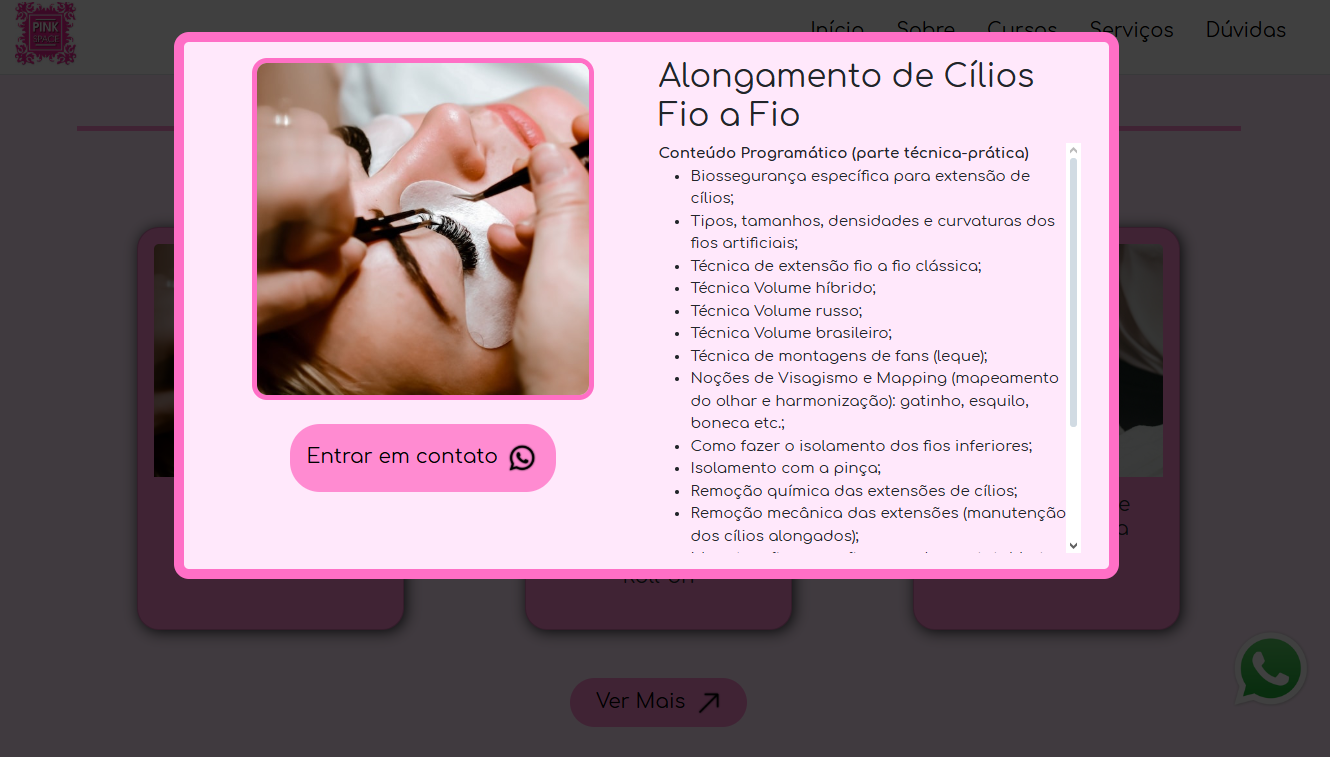 PINK
SPACE
Início Sobre Cursos Serviços Dúvidas
Alongamento de Cílios
Fio a Fio
Conteúdo Programático (parte técnica-prática)
• Biossegurança específica para extensão de
cílios;
• Tipos, tamanhos, densidades e curvaturas dos
fios artificiais;
• Técnica de extensão fio a fio clássica;
• Técnica Volume híbrido;
• Técnica Volume russo;
• Técnica Volume brasileiro;
• Técnica de montagens de fans (leque);
• Noções de Visagismo e Mapping (mapeamento
do olhar e harmonização): gatinho, esquilo,
boneca etc.;
• Como fazer o isolamento dos fios inferiores;
• Isolamento com a pinça;
• Remoção química das extensões de cílios;
• Remoção mecânica das extensões (manutenção
dos cílios alongados);
Entrar em contato
Ver Mais